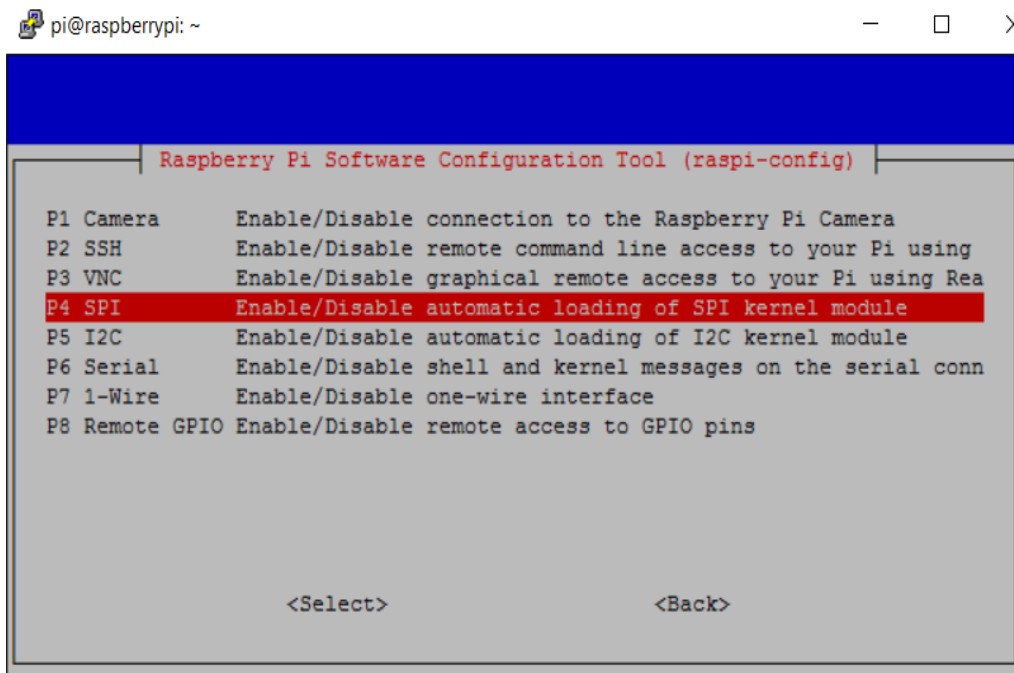 pi@raspberrypi: ~
Raspberry Pi Software Configuration Tool (raspi-config)
P1 Camera Enable/Disable connection to the Raspberry Pi Camera
P2 SSH Enable/Disable remote command line access to your Pi using
P3 VNC Enable/Disable graphical remote access to your Pi using Rea
P4 SPI Enable/Disable automatic loading of SPI kernel module
P5 I2C Enable/Disable automatic loading of I2C kernel module
P6 Serial Enable/Disable shell and kernel messages on the serial conn
P7 1-Wire Enable/Disable one-wire interface
P8 Remote GPIO Enable/Disable remote access to GPIO pins
<Select> <Back>